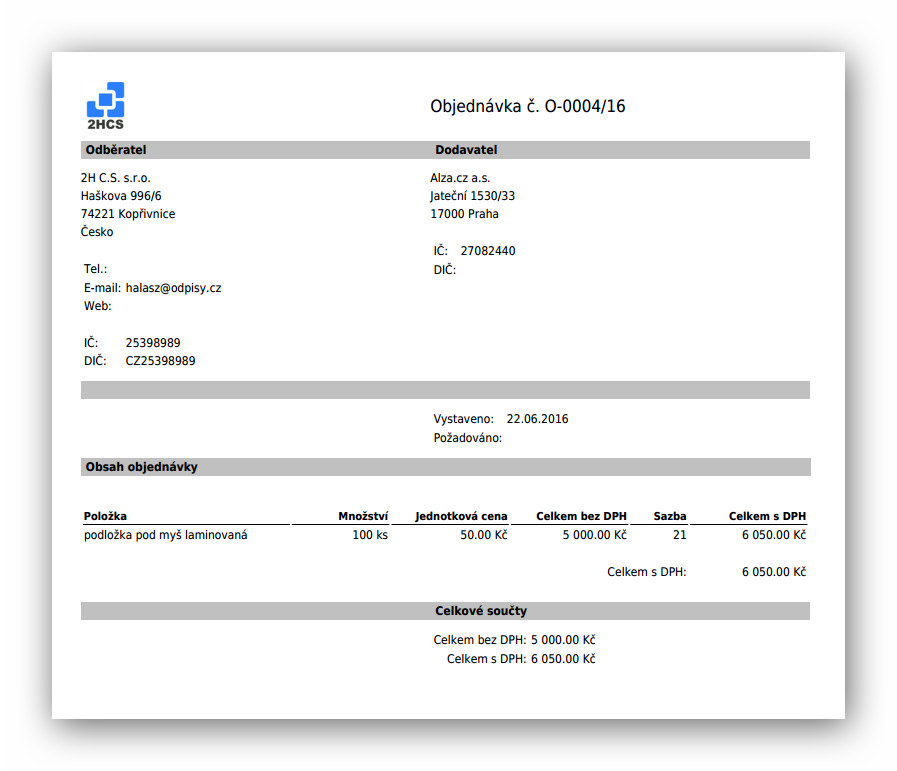 2HCS
Objednávka č. O-0004/16
Odběratel
2H C.S. s.r.o.
Haškova 996/6
74221 Kopřivnice
Česko
Tel.:
E-mail: halasz@odpisy.cz
Web:
IČ: 25398989
DIČ: CZ25398989
Dodavatel
Alza.cz a.s.
Jateční 1530/33
17000 Praha
IČ: 27082440
DIČ:
Vystaveno: 22.06.2016
Požadováno:
Obsah objednávky
Položka Množství Jednotková cena Celkem bez DPH Sazba Celkem s DPH
podložka pod myš laminovaná 100 ks 50.00 Kč 5 000.00 Kč 21 6 050.00 Kč
Celkem s DPH: 6 050.00 Kč
Celkové součty
Celkem bez DPH: 5 000.00 Kč
Celkem s DPH: 6 050.00 Kč